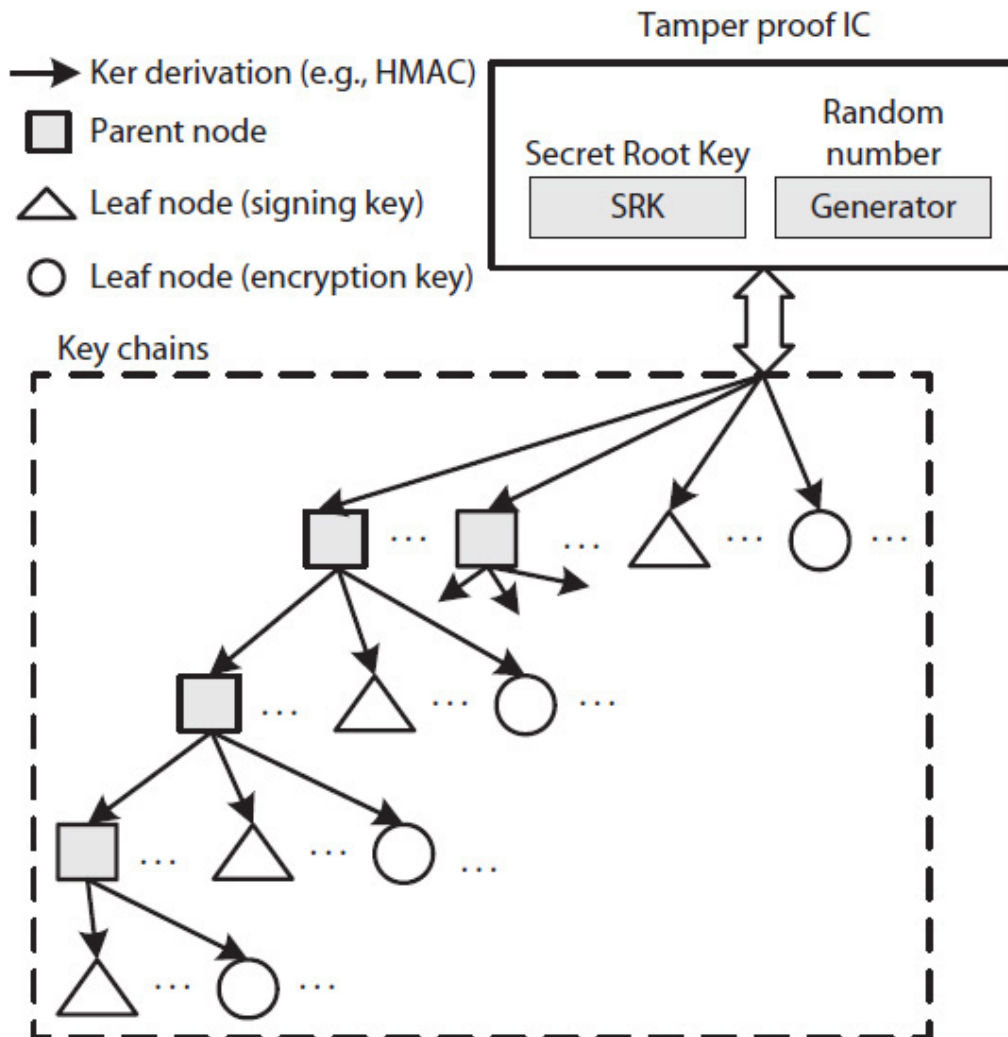 Tamper proof IC
Ker derivation (e.g., HMAC)
Parent node
Leaf node (signing key)
Leaf node (encryption key)
Secret Root Key
SRK
Random
number
Generator
Key chains
...
...
...
...
...
...
...
...
...
...
...
...